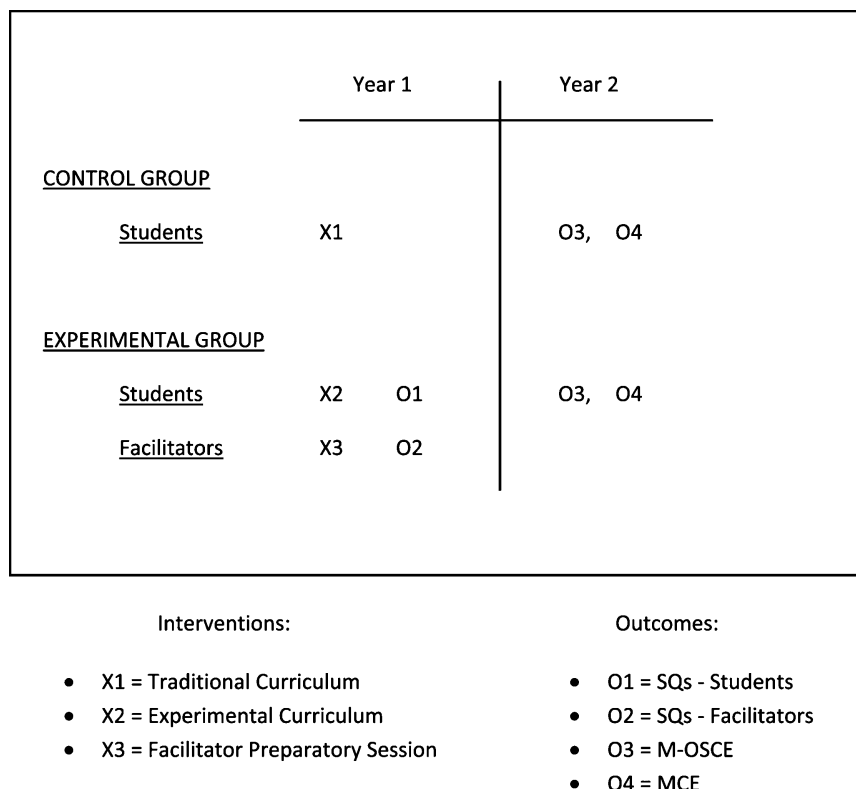 Year 1 Year 2
CONTROL GROUP
Students X1 O3, O4
EXPERIMENTAL GROUP
Students X2 O1 O3, O4
Facilitators X3 O2
Interventions: Outcomes:
• X1 = Traditional Curriculum • O1 = SQs - Students
• X2 = Experimental Curriculum • O2 = SQs - Facilitators
• X3 = Facilitator Preparatory Session • O3 = M-OSCE
• O4 = MCE